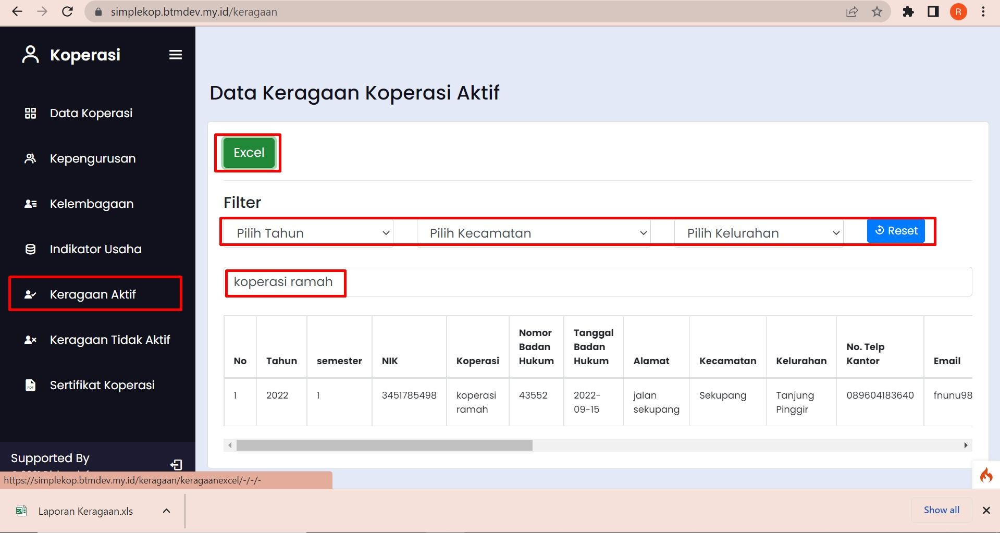 simplekop.btmdev.my.id/keragaan
R
Koperasi
Data Koperasi
Kepengurusan
Kelembagaan
Indikator Usaha
Keragaan Aktif
Keragaan Tidak Aktif
PDF
Sertifikat Koperasi
Supported By
https://simplekop.btmdev.my.id/keragaan/keragaanexcel/-/-/-
Data Keragaan Koperasi Aktif
Excel
Filter
Pilih Tahun
Pilih Kecamatan
Pilih Kelurahan
Reset
koperasi ramah
No Tahun semester NIK Koperasi Nomor Badan Hukum Tanggal Badan Hukum Alamat Kecamatan Kelurahan No. Telp Kantor Email
1 2022 1 3451785498 koperasi ramah 43552 2022-09-15 jalan sekupang Sekupang Tanjung Pinggir 089604183640 fnunu98
Laporan Keragaan.xls
Show all